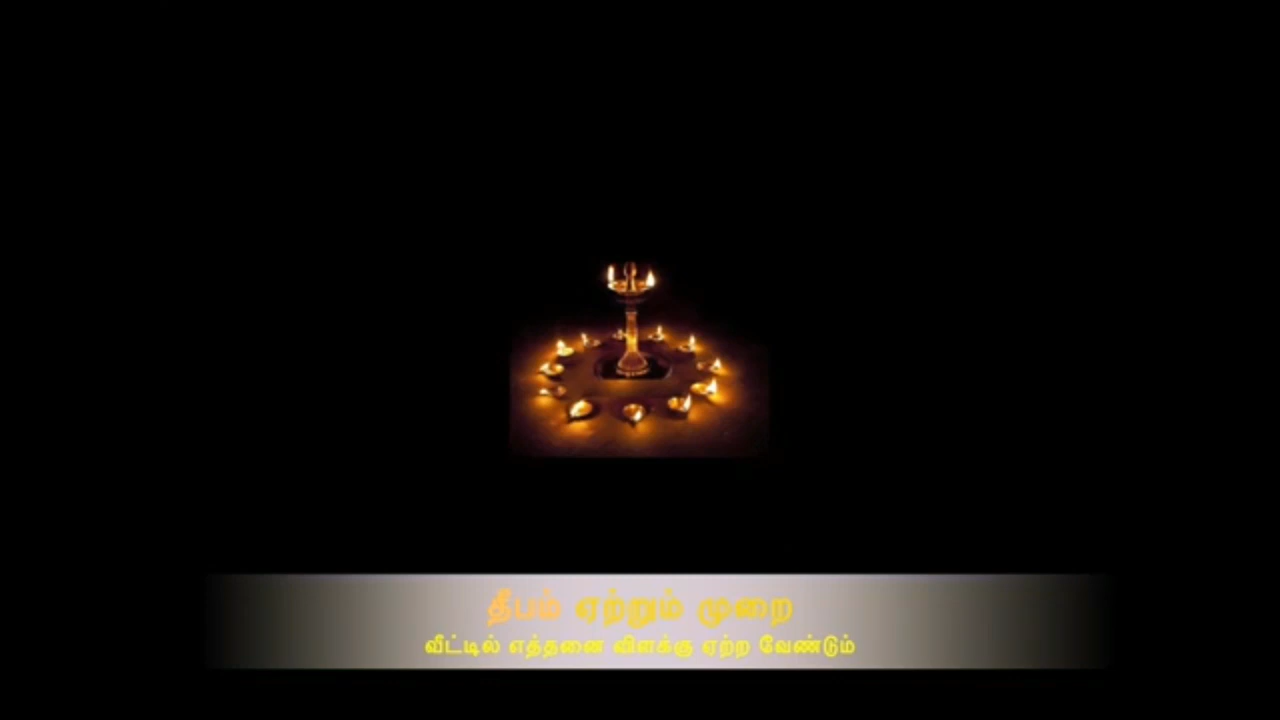 தீபம் ஏற்றும் முறை
வீட்டில் எத்தனை விளக்கு ஏற்ற வேண்டும்